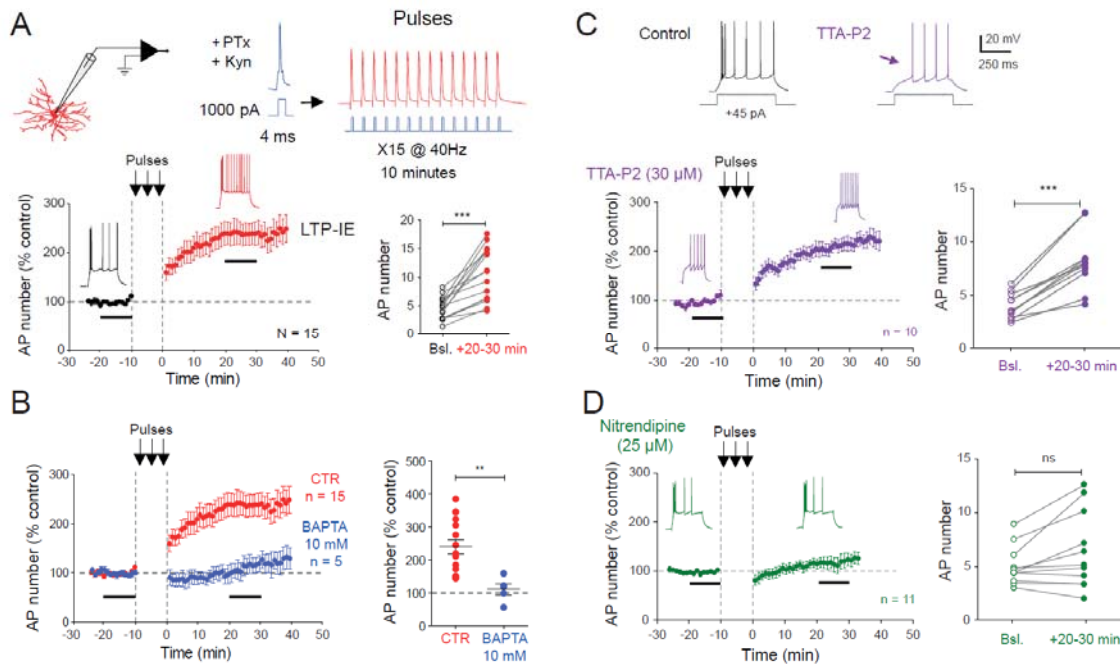 A
+ PTx
+ Kyn
1000 pA
4 ms
Pulses
X15 @ 40Hz
10 minutes
Pulses
LTP-IE
AP number (% control)
300
200
100
0
N = 15
-30 -20 -10 0 10 20 30 40 50
Time (min)
AP number
20
15
10
5
0
***
Bsl. +20-30 min
B
Pulses
AP number (% control)
300
200
100
0
CTR
n = 15
BAPTA
10 mM
n = 5
-30 -20 -10 0 10 20 30 40 50
Time (min)
AP number (% control)
500
400
300
200
100
0
**
CTR BAPTA
10 mM
C
Control
TTA-P2
20 mV
250 ms
+45 pA
Pulses
TTA-P2 (30 µM)
AP number (% control)
300
200
100
0
n = 10
-30 -20 -10 0 10 20 30 40 50
Time (min)
AP number
15
10
5
0
***
Bsl. +20-30 min
D
Pulses
Nitrendipine
(25 µM)
AP number (% control)
300
200
100
0
n = 11
-30 -20 -10 0 10 20 30 40 50
Time (min)
AP number
15
10
5
0
ns
Bsl. +20-30 min